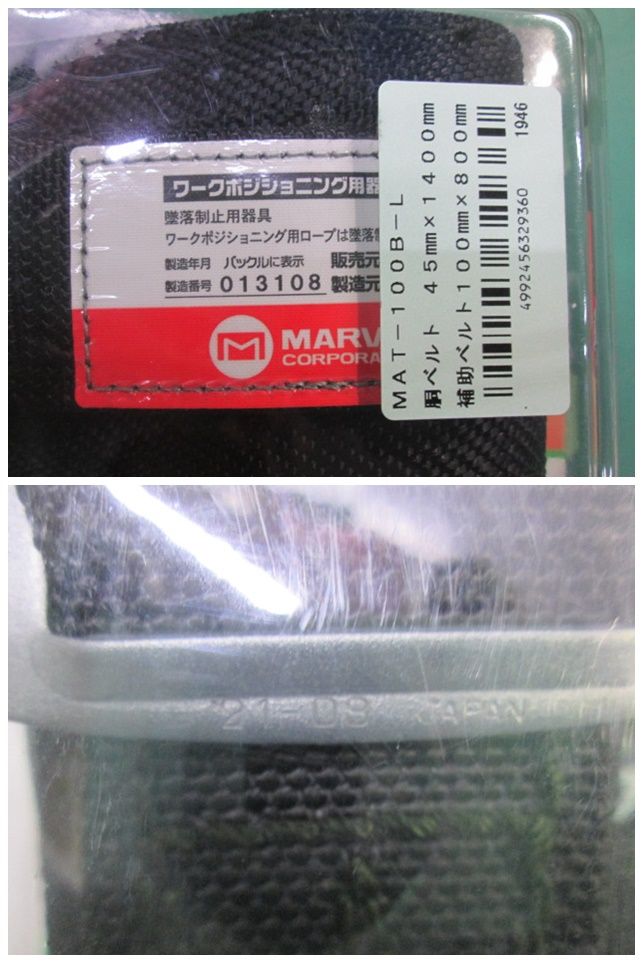 ワークポジショニング用器
墜落制止用器具
ワークポジショニング用ロープは墜落
製造年月 バックルに表示 販売元
製造番号 013108 製造元
MARV
CORPORA
MAT-100B-L
胴ベルト 45mm×1400mm
補助ベルト100mm×800mm
4992456329360 1946
'21-09 JAPAN